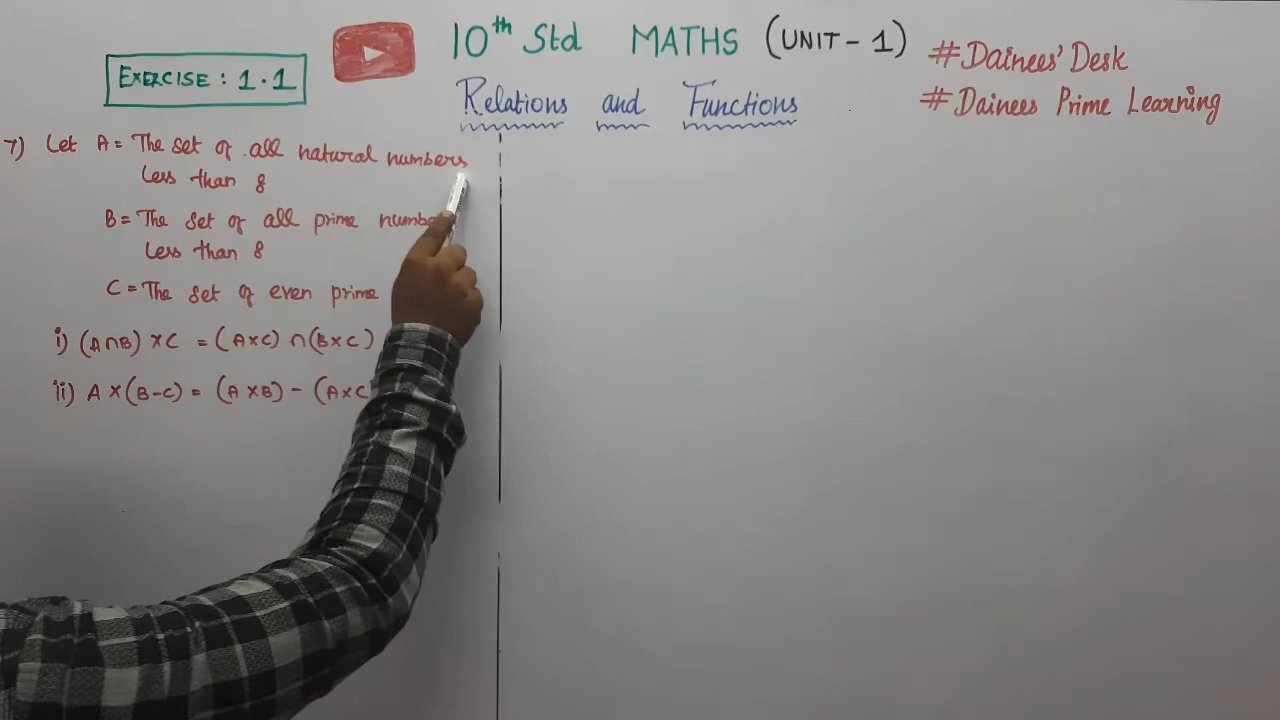 10th Std MATHS (UNIT - 1)
Relations and Functions
#Dainees' Desk
#Dainees Prime Learning
EXERCISE : 1.1
7) Let A = The set of all natural numbers
less than 8
B = The set of all prime
less than 8
C = The set of even prime
i) (A∩B) × C = (A×C) ∩ (B×C)
ii) A × (B-C) = (A×B) - (A×C